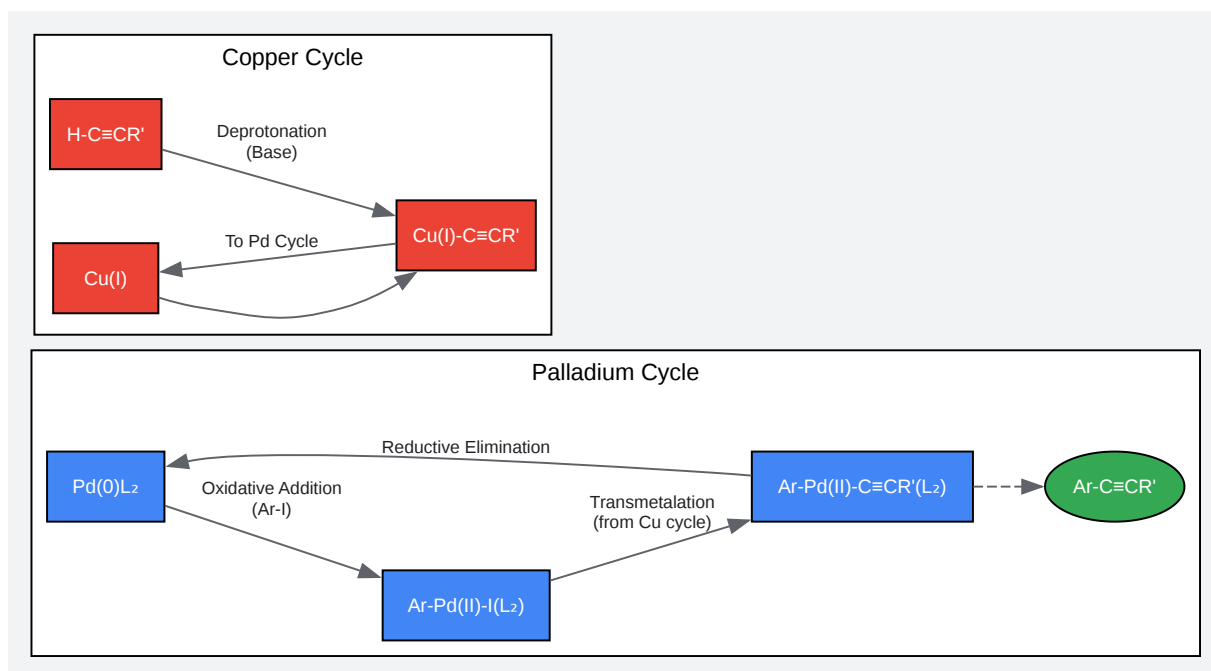 Copper Cycle
H-C≡CR'
Deprotonation
(Base)
Cu(I)-C≡CR'
To Pd Cycle
Cu(I)
Palladium Cycle
Reductive Elimination
Pd(0)L₂
Oxidative Addition
(Ar-I)
Transmetalation
(from Cu cycle)
Ar-Pd(II)-C≡CR'(L₂)
Ar-C≡CR'
Ar-Pd(II)-I(L₂)